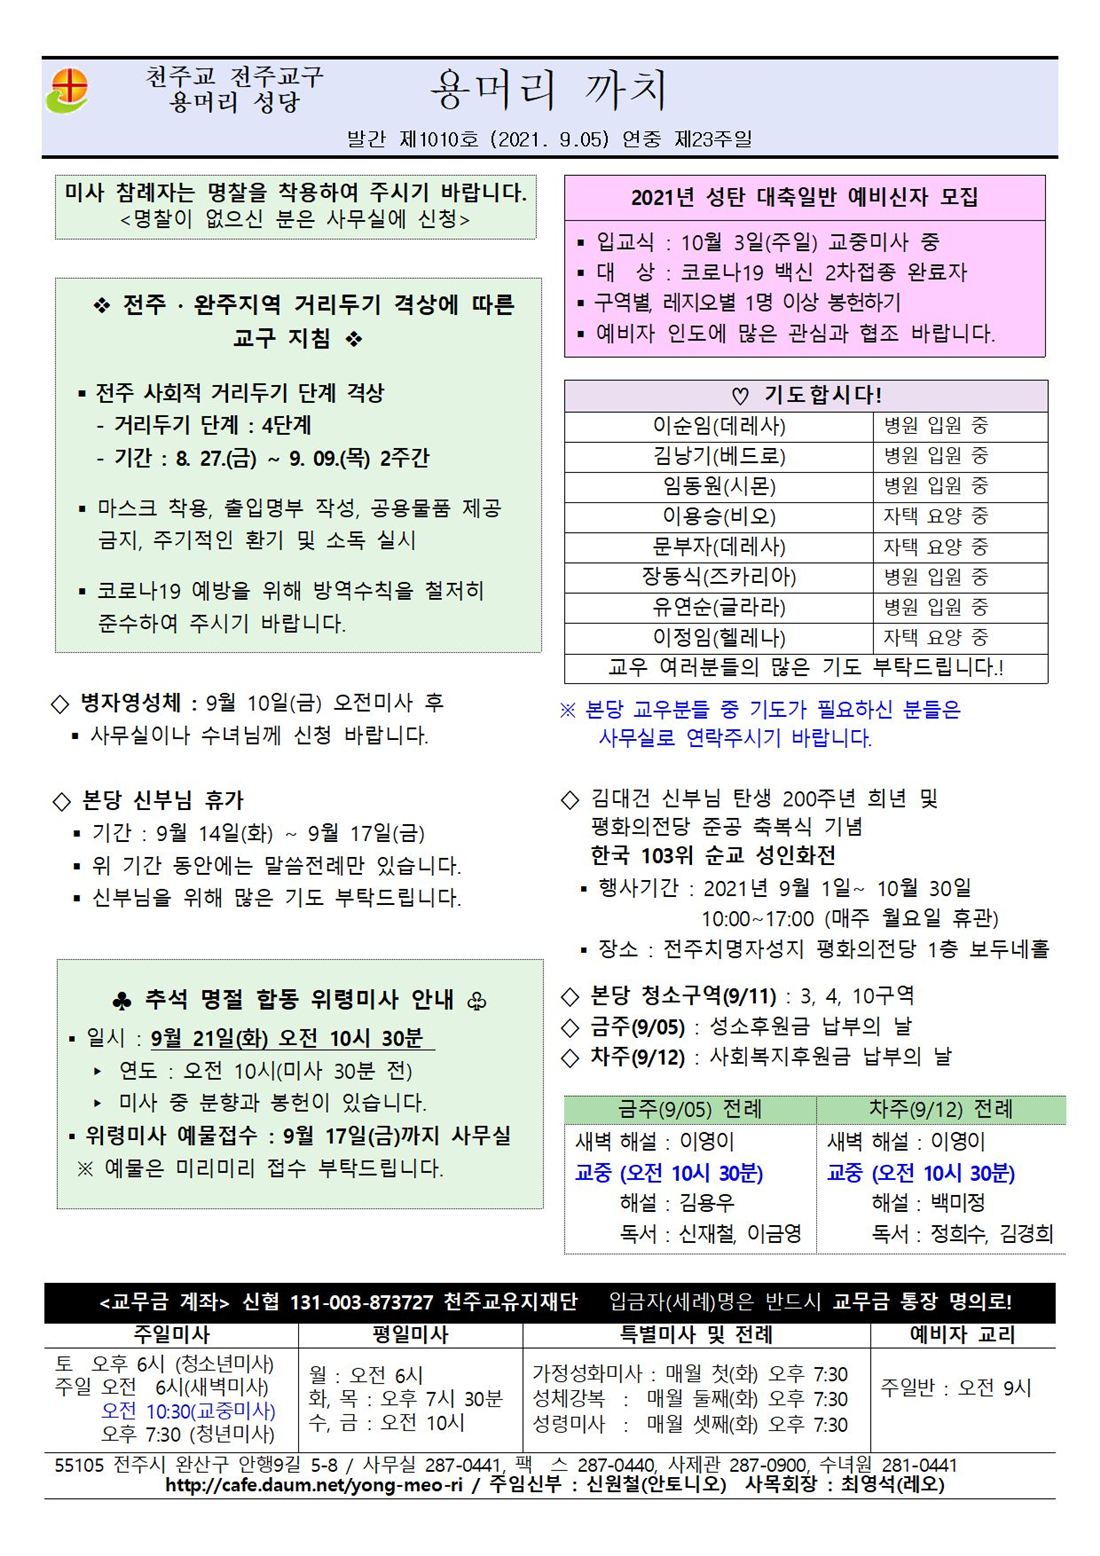 천주교 전주교구
용머리 성당
용머리 까치
발간 제1010호 (2021. 9.05) 연중 제23주일
미사 참례자는 명찰을 착용하여 주시기 바랍니다.
<명찰이 없으신 분은 사무실에 신청>
❖ 전주 · 완주지역 거리두기 격상에 따른
교구 지침 ❖
▪ 전주 사회적 거리두기 단계 격상
- 거리두기 단계 : 4단계
- 기간 : 8. 27.(금) ~ 9. 09.(목) 2주간
▪ 마스크 착용, 출입명부 작성, 공용물품 제공
금지, 주기적인 환기 및 소독 실시
▪ 코로나19 예방을 위해 방역수칙을 철저히
준수하여 주시기 바랍니다.
◇ 병자영성체 : 9월 10일(금) 오전미사 후
▪ 사무실이나 수녀님께 신청 바랍니다.
◇ 본당 신부님 휴가
▪ 기간 : 9월 14일(화) ~ 9월 17일(금)
▪ 위 기간 동안에는 말씀전례만 있습니다.
▪ 신부님을 위해 많은 기도 부탁드립니다.
♣ 추석 명절 합동 위령미사 안내 ♧
▪ 일시 : 9월 21일(화) 오전 10시 30분
▸ 연도 : 오전 10시(미사 30분 전)
▸ 미사 중 분향과 봉헌이 있습니다.
▪ 위령미사 예물접수 : 9월 17일(금)까지 사무실
※ 예물은 미리미리 접수 부탁드립니다.
2021년 성탄 대축일반 예비신자 모집
▪ 입교식 : 10월 3일(주일) 교중미사 중
▪ 대 상 : 코로나19 백신 2차접종 완료자
▪ 구역별, 레지오별 1명 이상 봉헌하기
▪ 예비자 인도에 많은 관심과 협조 바랍니다.
♡ 기도합시다!
이순임(데레사) 병원 입원 중
김낭기(베드로) 병원 입원 중
임동원(시몬) 병원 입원 중
이용승(비오) 자택 요양 중
문부자(데레사) 자택 요양 중
장동식(즈카리아) 병원 입원 중
유연순(글라라) 병원 입원 중
이정임(헬레나) 자택 요양 중
교우 여러분들의 많은 기도 부탁드립니다.!
※ 본당 교우분들 중 기도가 필요하신 분들은
사무실로 연락주시기 바랍니다.
◇ 김대건 신부님 탄생 200주년 희년 및
평화의전당 준공 축복식 기념
한국 103위 순교 성인화전
▪ 행사기간 : 2021년 9월 1일~ 10월 30일
10:00~17:00 (매주 월요일 휴관)
▪ 장소 : 전주치명자성지 평화의전당 1층 보두네홀
◇ 본당 청소구역(9/11) : 3, 4, 10구역
◇ 금주(9/05) : 성소후원금 납부의 날
◇ 차주(9/12) : 사회복지후원금 납부의 날
금주(9/05) 전례 차주(9/12) 전례
새벽 해설 : 이영이 새벽 해설 : 이영이
교중 (오전 10시 30분) 교중 (오전 10시 30분)
해설 : 김용우 해설 : 백미정
독서 : 신재철, 이금영 독서 : 정희수, 김경희
<교무금 계좌> 신협 131-003-873727 천주교유지재단 입금자(세례)명은 반드시 교무금 통장 명의로!
주일미사 평일미사 특별미사 및 전례 예비자 교리
토 오후 6시 (청소년미사)
주일 오전 6시(새벽미사)
오전 10:30(교중미사)
오후 7:30 (청년미사)
월 : 오전 6시
화, 목 : 오후 7시 30분
수, 금 : 오전 10시
가정성화미사 : 매월 첫(화) 오후 7:30
성체강복 : 매월 둘째(화) 오후 7:30
성령미사 : 매월 셋째(화) 오후 7:30
주일반 : 오전 9시
55105 전주시 완산구 안행9길 5-8 / 사무실 287-0441, 팩 스 287-0440, 사제관 287-0900, 수녀원 281-0441
http://cafe.daum.net/yong-meo-ri / 주임신부 : 신원철(안토니오) 사목회장 : 최영석(레오)